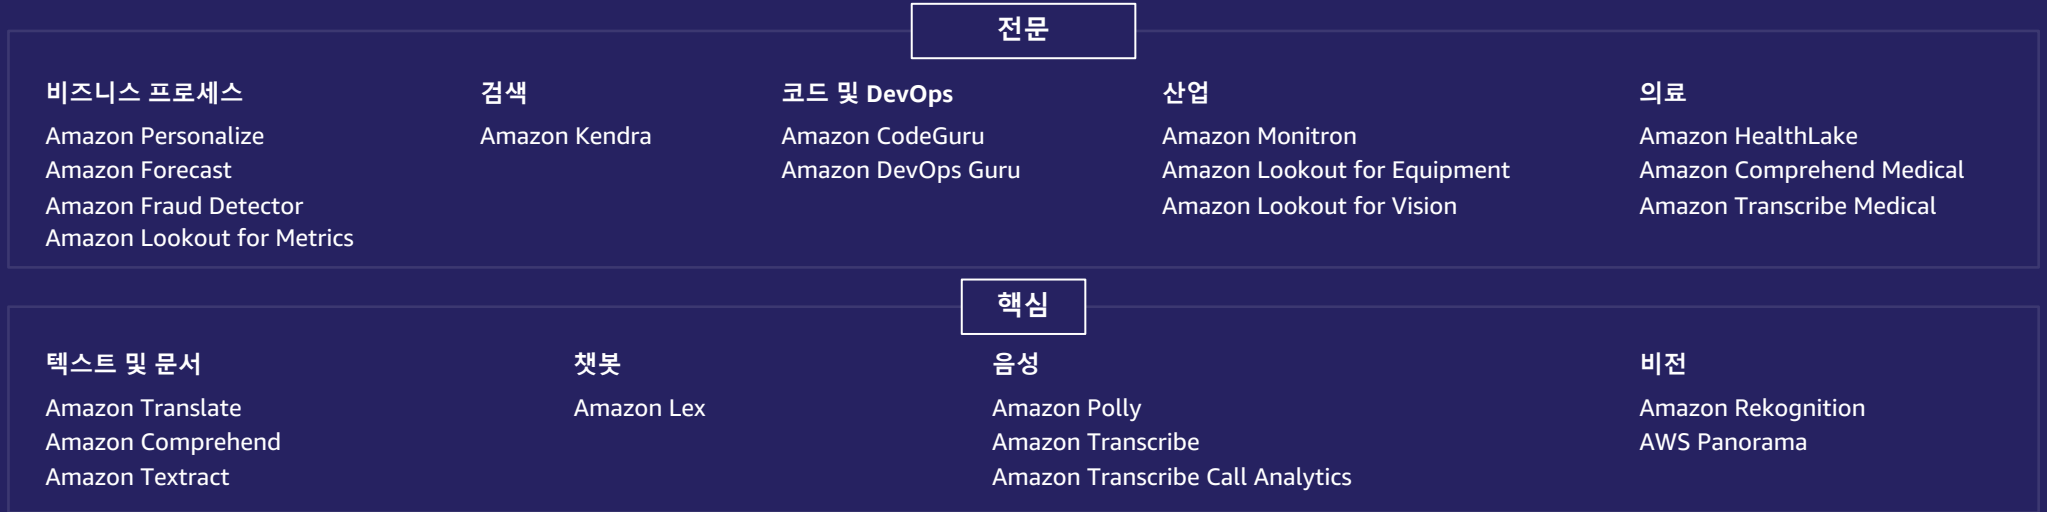 전문
비즈니스 프로세스
Amazon Personalize
Amazon Forecast
Amazon Fraud Detector
Amazon Lookout for Metrics
검색
Amazon Kendra
코드 및 DevOps
Amazon CodeGuru
Amazon DevOps Guru
산업
Amazon Monitron
Amazon Lookout for Equipment
Amazon Lookout for Vision
의료
Amazon HealthLake
Amazon Comprehend Medical
Amazon Transcribe Medical
핵심
텍스트 및 문서
Amazon Translate
Amazon Comprehend
Amazon Textract
챗봇
Amazon Lex
음성
Amazon Polly
Amazon Transcribe
Amazon Transcribe Call Analytics
비전
Amazon Rekognition
AWS Panorama